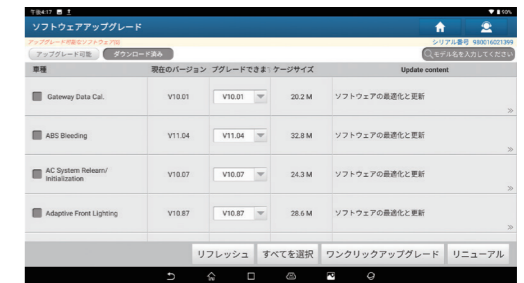 午後4:17
90%
ソフトウェアアップグレード
アップグレード可能なソフトウェア:0
シリアル番号 980016021399
アップグレード可能 ダウンロード済み
モデル名を入力してください
車種 現在のバージョン プグレードできま ケージサイズ Update content
Gateway Data Cal. V10.01 V10.01 20.2 M ソフトウェアの最適化と更新
ABS Bleeding V11.04 V11.04 32.8 M ソフトウェアの最適化と更新
AC System Relearn/
Initialization V10.07 V10.07 24.3 M ソフトウェアの最適化と更新
Adaptive Front Lighting V10.87 V10.87 28.6 M ソフトウェアの最適化と更新
リフレッシュ すべてを選択 ワンクリックアップグレード リニューアル